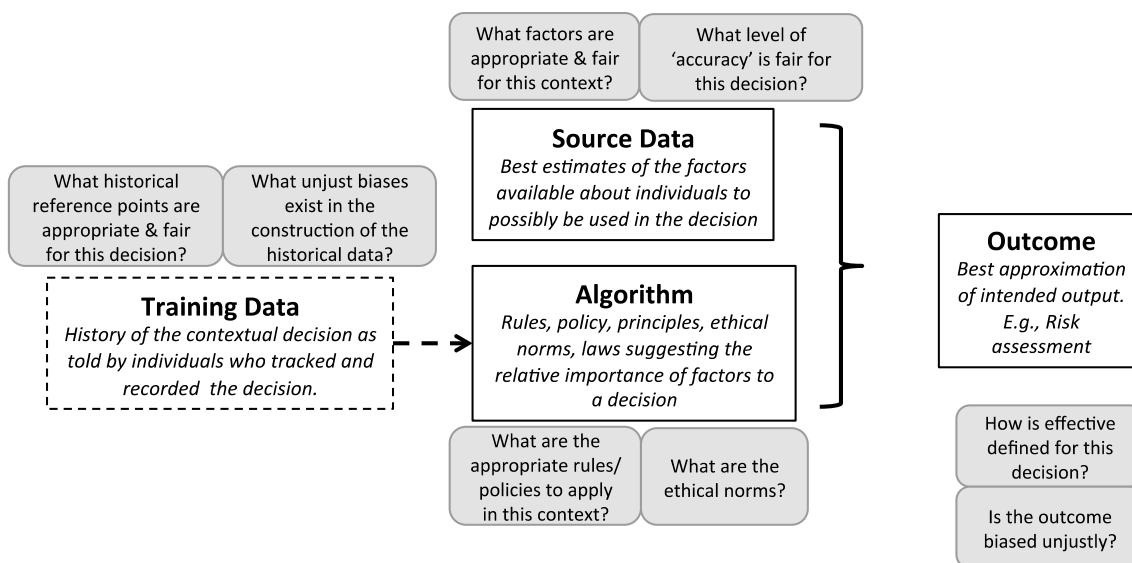 What factors are
appropriate & fair
for this context?
What level of
‘accuracy’ is fair for
this decision?
Source Data
Best estimates of the factors
available about individuals to
possibly be used in the decision
What historical
reference points are
appropriate & fair
for this decision?
What unjust biases
exist in the
construction of the
historical data?
Training Data
History of the contextual decision as
told by individuals who tracked and
recorded the decision.
Algorithm
Rules, policy, principles, ethical
norms, laws suggesting the
relative importance of factors to
a decision
What are the
appropriate rules/
policies to apply
in this context?
What are the
ethical norms?
Outcome
Best approximation
of intended output.
E.g., Risk
assessment
How is effective
defined for this
decision?
Is the outcome
biased unjustly?